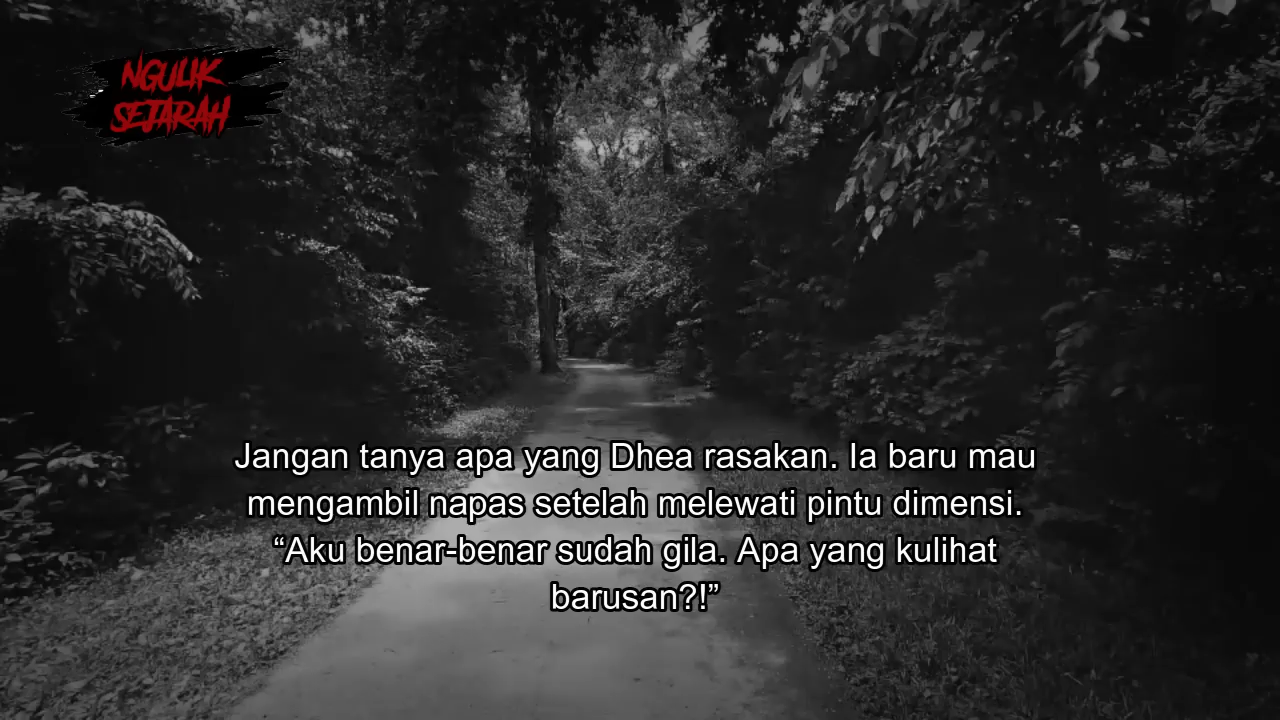 NGULIK
SEJARAH
Jangan tanya apa yang Dhea rasakan. Ia baru mau
mengambil napas setelah melewati pintu dimensi.
“Aku benar-benar sudah gila. Apa yang kulihat
barusan?!”